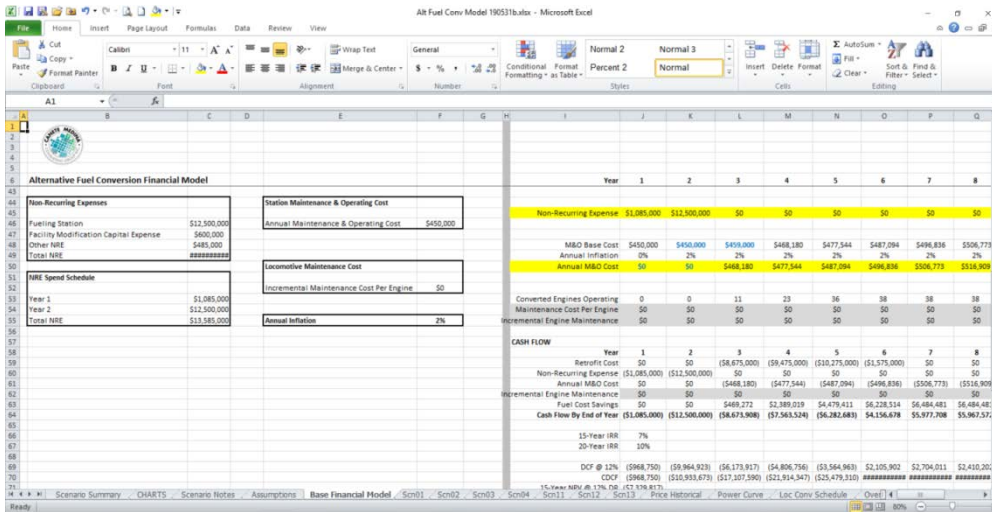 Alt Fuel Conv Model 190531b.xlsx - Microsoft Excel
File Home Insert Page Layout Formulas Data Review View
Cut
Copy
Format Painter
Paste
Clipboard
Calibri 11
B I U
Font
Wrap Text
Merge & Center
Alignment
General
$ % ,
Number
Conditional Formatting
Format as Table
Normal 2 Normal 3
Percent 2 Normal
Styles
Insert Delete Format
Cells
AutoSum
Fill
Clear
Sort & Filter
Find & Select
Editing
A1 fx
A B C D E F G H I J K L M N O P Q
Alternative Fuel Conversion Financial Model
Year 1 2 3 4 5 6 7 8
Non-Recurring Expenses
Fueling Station $12,500,000
Facility Modification Capital Expense $600,000
Other NRE $485,000
Total NRE ##########
NRE Spend Schedule
Year 1 $1,085,000
Year 2 $12,500,000
Total NRE $13,585,000
Station Maintenance & Operating Cost
Annual Maintenance & Operating Cost $450,000
Locomotive Maintenance Cost
Incremental Maintenance Cost Per Engine $0
Annual Inflation 2%
Non-Recurring Expense $1,085,000 $12,500,000 $0 $0 $0 $0 $0 $0
M&O Base Cost $450,000 $450,000 $459,000 $468,180 $477,544 $487,094 $496,836 $506,773
Annual Inflation 0% 2% 2% 2% 2% 2% 2% 2%
Annual M&O Cost $0 $0 $468,180 $477,544 $487,094 $496,836 $506,773 $516,909
Converted Engines Operating 0 0 11 23 36 38 38 38
Maintenance Cost Per Engine $0 $0 $0 $0 $0 $0 $0 $0
Incremental Engine Maintenance $0 $0 $0 $0 $0 $0 $0 $0
CASH FLOW
Year 1 2 3 4 5 6 7 8
Retrofit Cost $0 $0 ($8,675,000) ($9,475,000) ($10,275,000) ($1,575,000) $0 $0
Non-Recurring Expense ($1,085,000) ($12,500,000) $0 $0 $0 $0 $0 $0
Annual M&O Cost $0 $0 ($468,180) ($477,544) ($487,094) ($496,836) ($506,773) ($516,909
Incremental Engine Maintenance $0 $0 $0 $0 $0 $0 $0 $0
Fuel Cost Savings $0 $0 $469,272 $2,389,019 $4,479,411 $6,228,514 $6,484,481 $6,484,48
Cash Flow By End of Year ($1,085,000) ($12,500,000) ($8,673,908) ($7,563,524) ($6,282,683) $4,156,678 $5,977,708 $5,967,57
15-Year IRR 7%
20-Year IRR 10%
DCF @ 12% ($968,750) ($9,964,923) ($6,173,917) ($4,806,756) ($3,564,963) $2,105,902 $2,704,011 $2,410,20
CDCF ($968,750) ($10,933,673) ($17,107,590) ($21,914,347) ($25,479,310) ########## ########## ##########
Scenario Summary CHARTS Scenario Notes Assumptions Base Financial Model Scn01 Scn02 Scn03 Scn04 Scn11 Scn12 Scn13 Price Historical Power Curve Loc Conv Schedule
Ready 80%